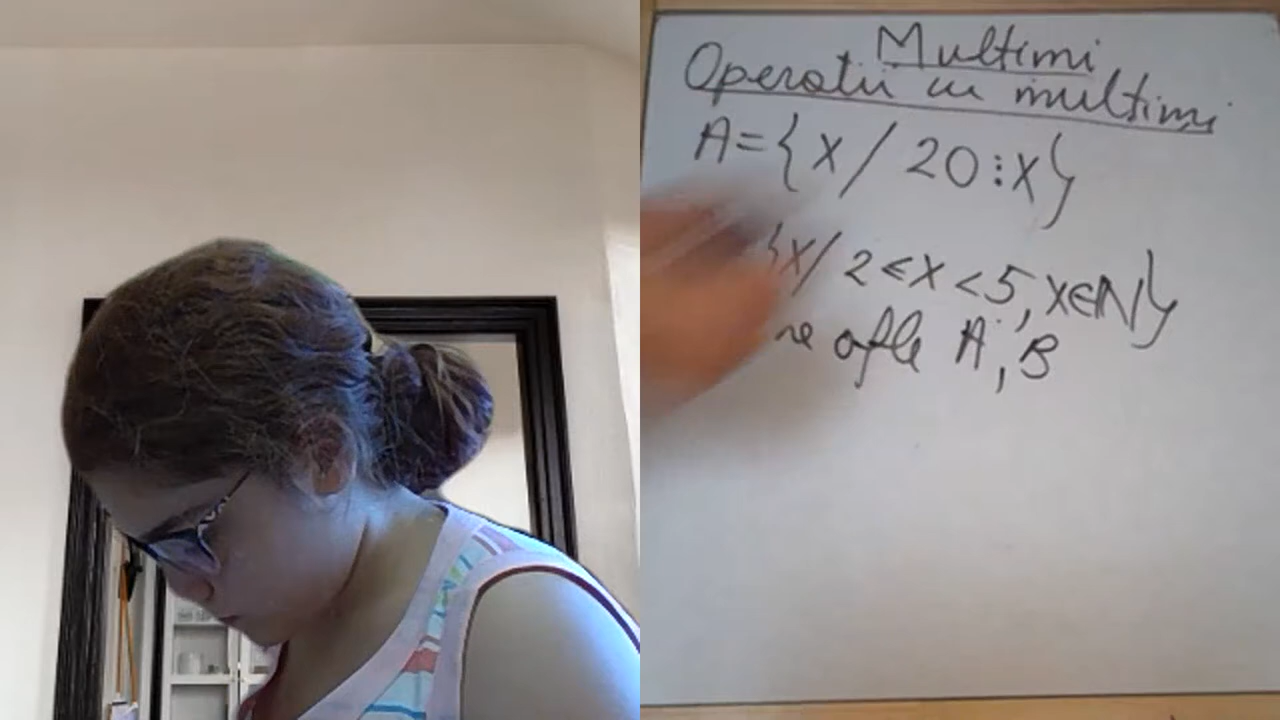 Multimi
Operatii cu multimi
A={x/ 20⋮x}
{x/ 2≤x<5, x∈N}
afle A, B